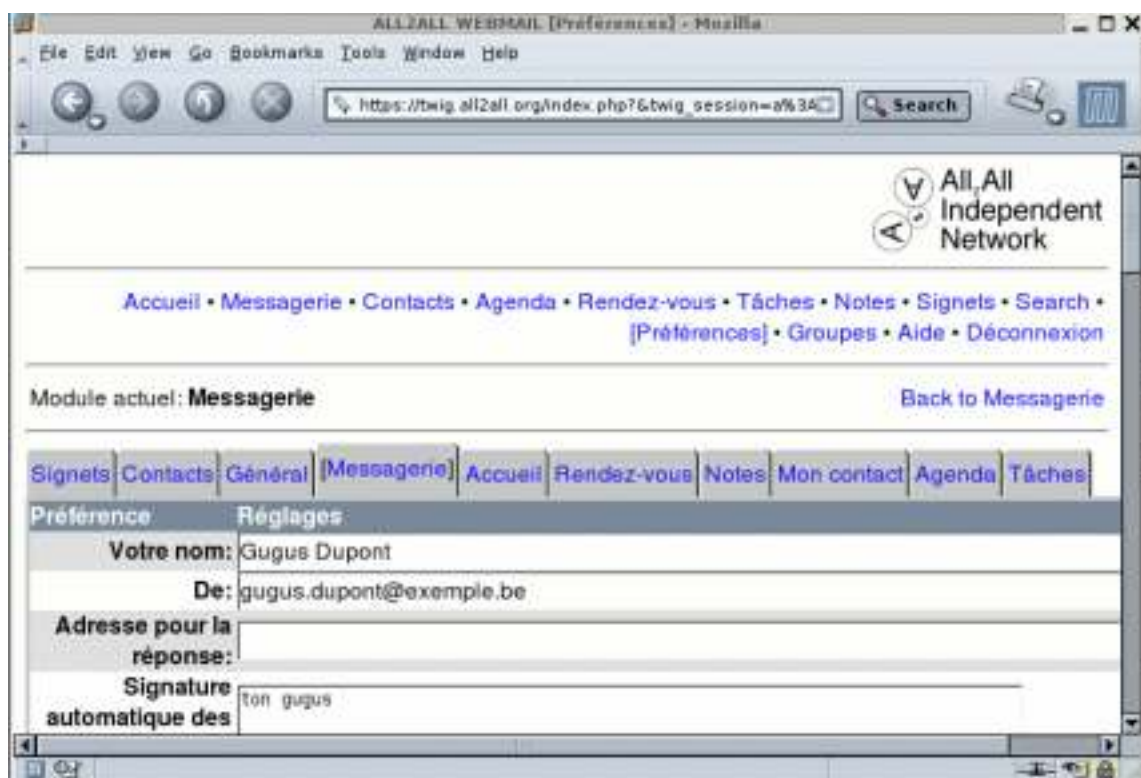 ALL2ALL WEBMAIL [Préférences] - Mozilla
File Edit View Go Bookmarks Tools Window Help
https://twig.all2all.org/index.php?&twig_session=a%3A
Search
All2All
Independent
Network
Accueil • Messagerie • Contacts • Agenda • Rendez-vous • Tâches • Notes • Signets • Search •
[Préférences] • Groupes • Aide • Déconnexion
Module actuel: Messagerie Back to Messagerie
Signets Contacts Général [Messagerie] Accueil Rendez-vous Notes Mon contact Agenda Tâches
Préférence Réglages
Votre nom: Gugus Dupont
De: gugus.dupont@exemple.be
Adresse pour la
réponse:
Signature
automatique des
ton gugus